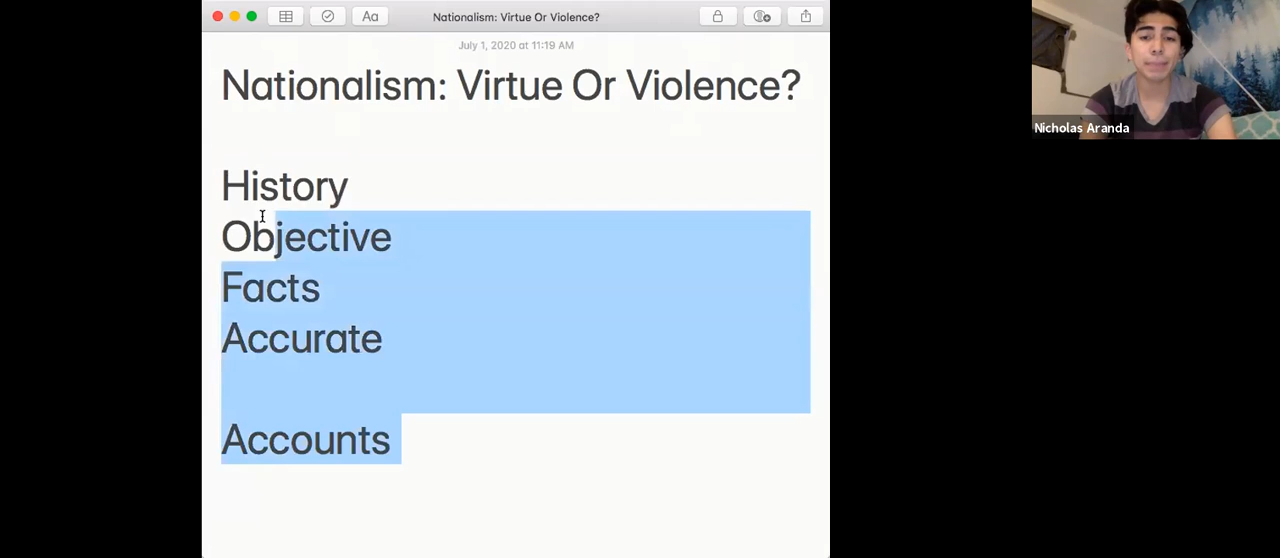 Aa
Nationalism: Virtue Or Violence?
July 1, 2020 at 11:19 AM
Nationalism: Virtue Or Violence?
History
Objective
Facts
Accurate
Accounts
Nicholas Aranda